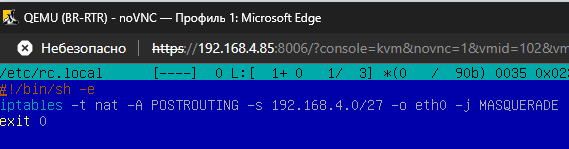 QEMU (BR-RTR) - noVNC — Профиль 1: Microsoft Edge
Небезопасно https://192.168.4.85:8006/?console=kvm&novnc=1&vmid=102&
/etc/rc.local [----] 0 L:[ 1+ 0 1/ 3] *(0 / 90b) 0035 0x02
#!/bin/sh -e
iptables -t nat -A POSTROUTING -s 192.168.4.0/27 -o eth0 -j MASQUERADE
exit 0